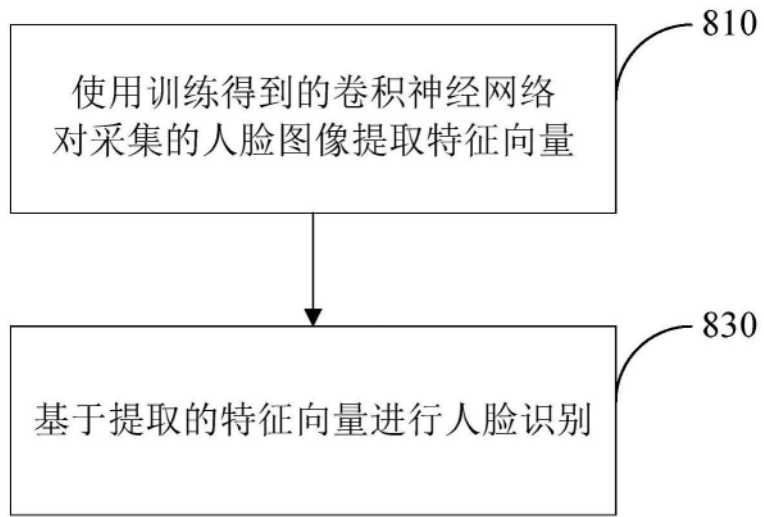 810
使用训练得到的卷积神经网络
对采集的人脸图像提取特征向量
830
基于提取的特征向量进行人脸识别